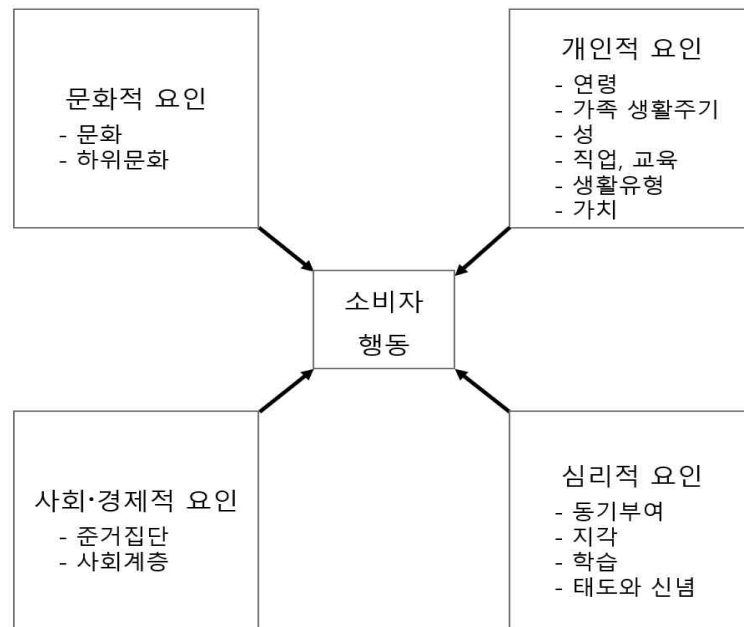 문화적 요인
- 문화
- 하위문화
개인적 요인
- 연령
- 가족 생활주기
- 성
- 직업, 교육
- 생활유형
- 가치
소비자
행동
사회·경제적 요인
- 준거집단
- 사회계층
심리적 요인
- 동기부여
- 지각
- 학습
- 태도와 신념